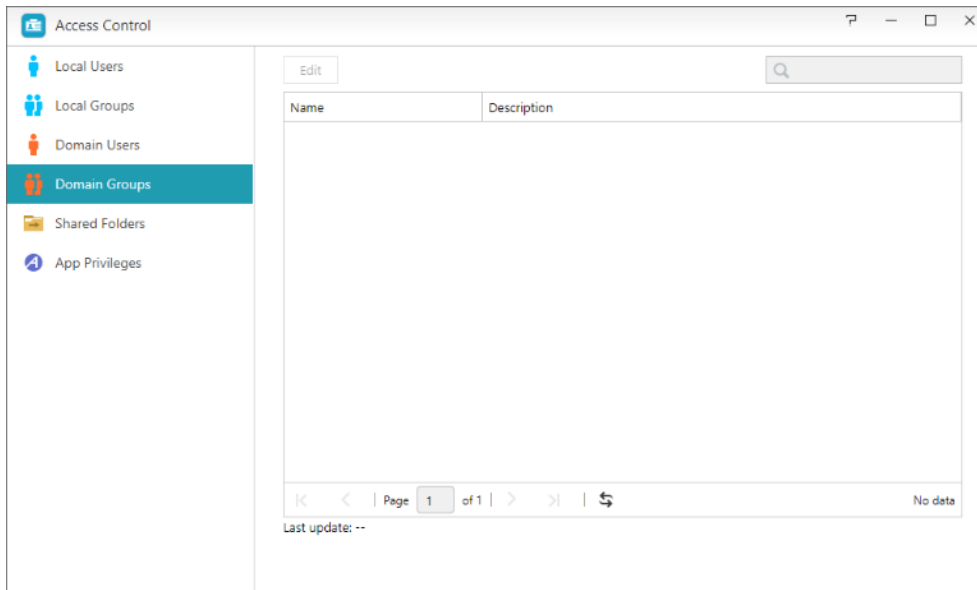 Access Control
Local Users
Local Groups
Domain Users
Domain Groups
Shared Folders
App Privileges
Edit
Name Description
Page 1 of 1
No data
Last update: --